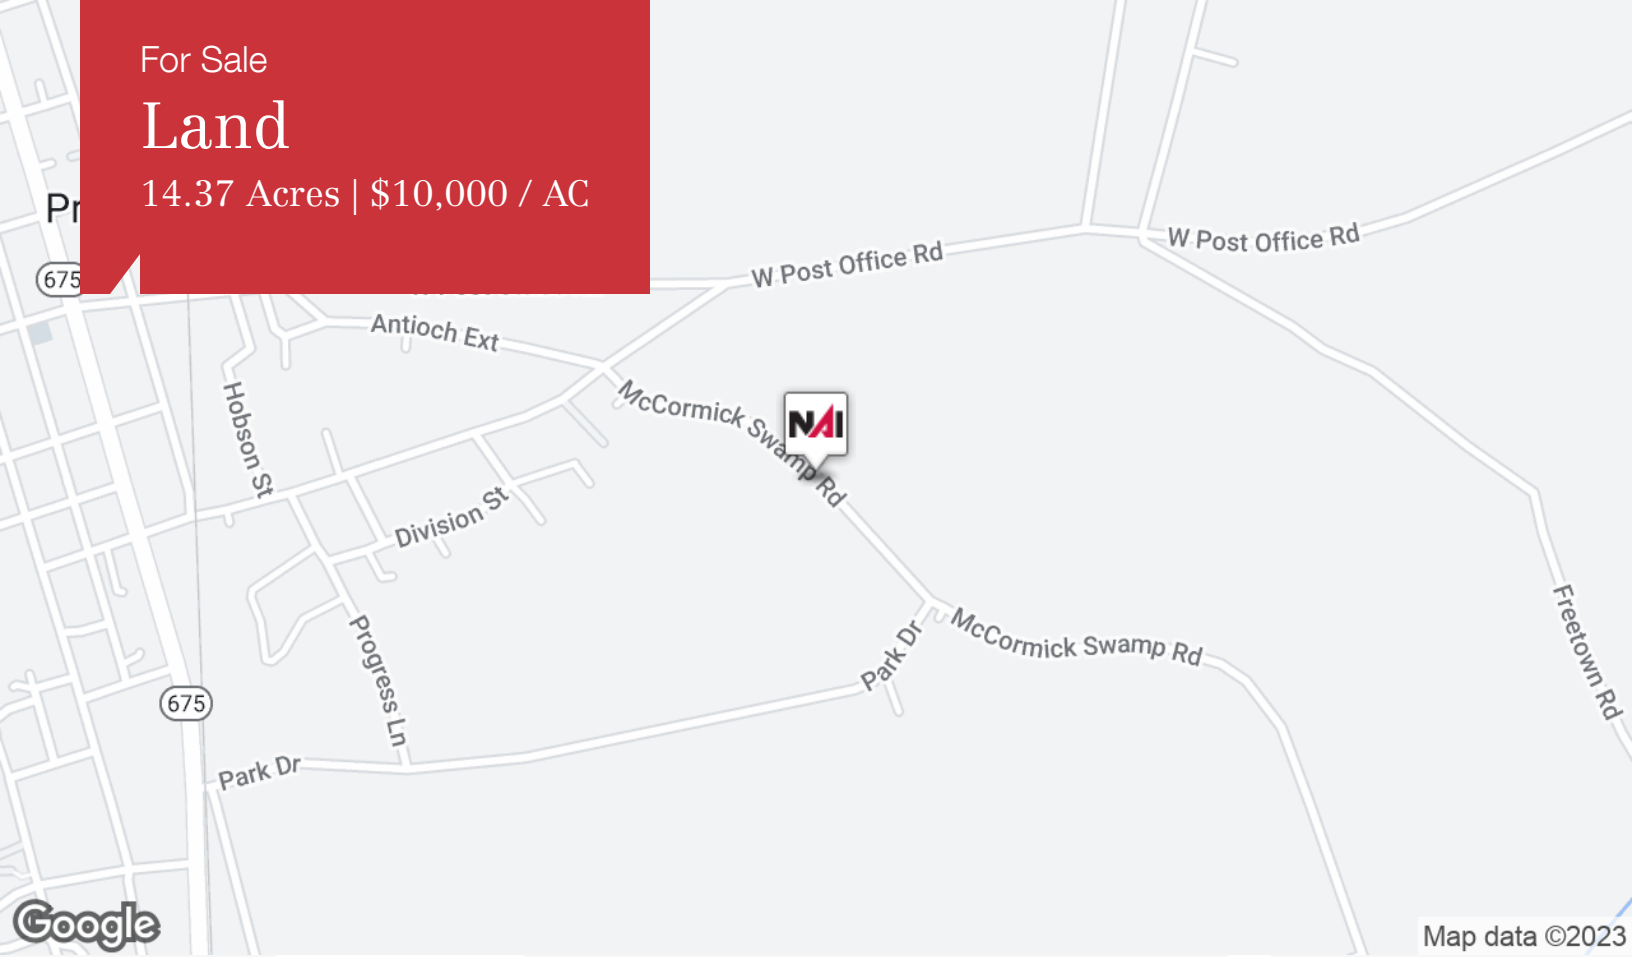 For Sale
Land
14.37 Acres | $10,000 / AC
Pr
675
W Post Office Rd
W Post Office Rd
Antioch Ext
McCormick Swamp Rd
NAI
Hobson St
Division St
Freetown Rd
McCormick Swamp Rd
Park Dr
Progress Ln
675
Park Dr
Google
Map data ©2023